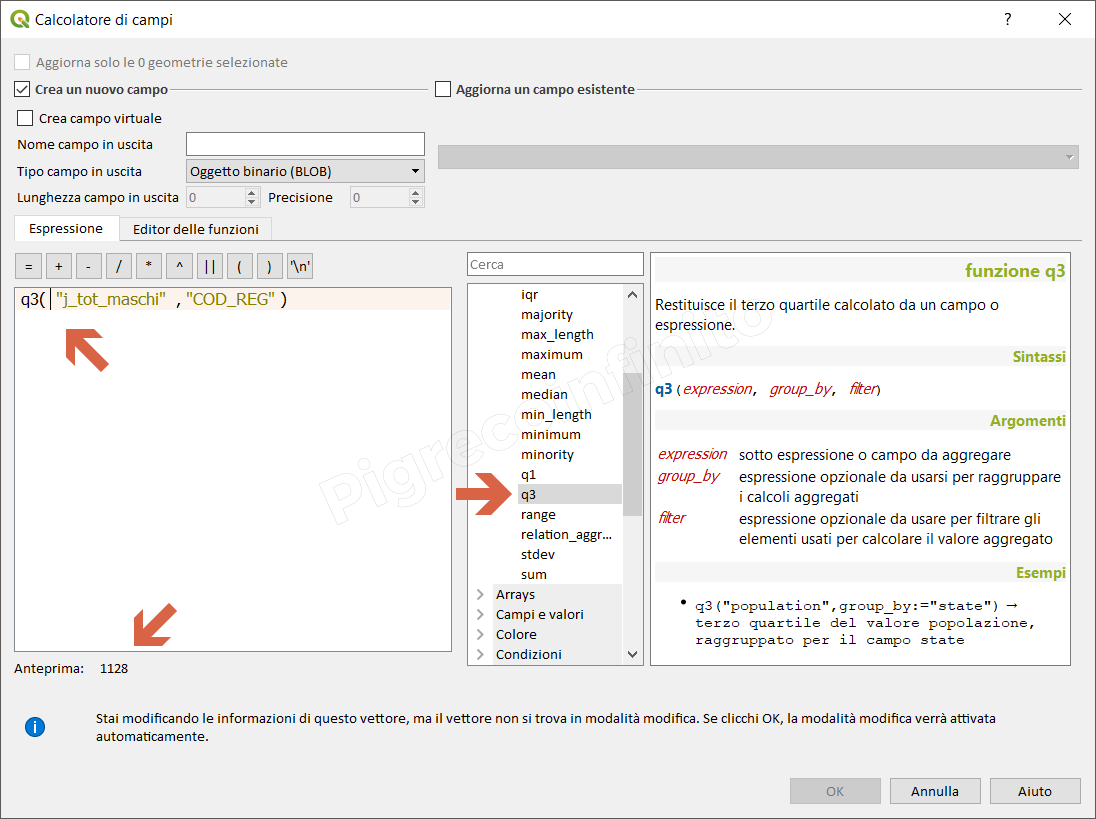 Calcolatore di campi
?
Aggiorna solo le 0 geometrie selezionate
Crea un nuovo campo
Aggiorna un campo esistente
Crea campo virtuale
Nome campo in uscita
Tipo campo in uscita
Oggetto binario (BLOB)
Lunghezza campo in uscita 0 Precisione 0
Espressione
Editor delle funzioni
= + - / * ^ || ( ) '\n'
q3( "j_tot_maschi" , "COD_REG" )
Anteprima: 1128
Cerca
iqr
majority
max_length
maximum
mean
median
min_length
minimum
minority
q1
q3
range
relation_aggr...
stdev
sum
Arrays
Campi e valori
Colore
Condizioni
funzione q3
Restituisce il terzo quartile calcolato da un campo o
espressione.
Sintassi
q3(expression, group_by, filter)
Argomenti
expression sotto espressione o campo da aggregare
group_by espressione opzionale da usarsi per raggruppare
i calcoli aggregati
filter espressione opzionale da usare per filtrare gli
elementi usati per calcolare il valore aggregato
Esempi
• q3("population",group_by:="state") →
terzo quartile del valore popolazione,
raggruppato per il campo state
Pigrecoinfinito
Stai modificando le informazioni di questo vettore, ma il vettore non si trova in modalità modifica. Se clicchi OK, la modalità modifica verrà attivata
automaticamente.
OK
Annulla
Aiuto